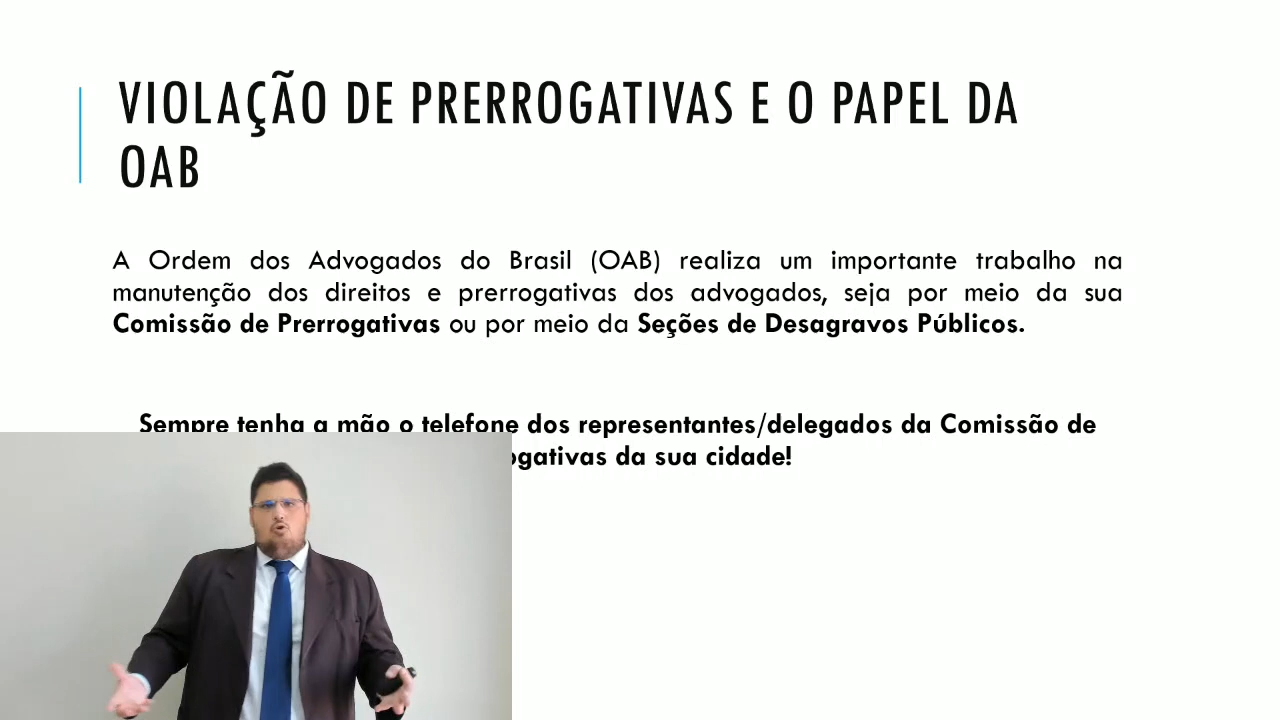 VIOLAÇÃO DE PRERROGATIVAS E O PAPEL DA
OAB
A Ordem dos Advogados do Brasil (OAB) realiza um importante trabalho na
manutenção dos direitos e prerrogativas dos advogados, seja por meio da sua
Comissão de Prerrogativas ou por meio da Seções de Desagravos Públicos.
Sempre tenha a mão o telefone dos representantes/delegados da Comissão de
ogativas da sua cidade!